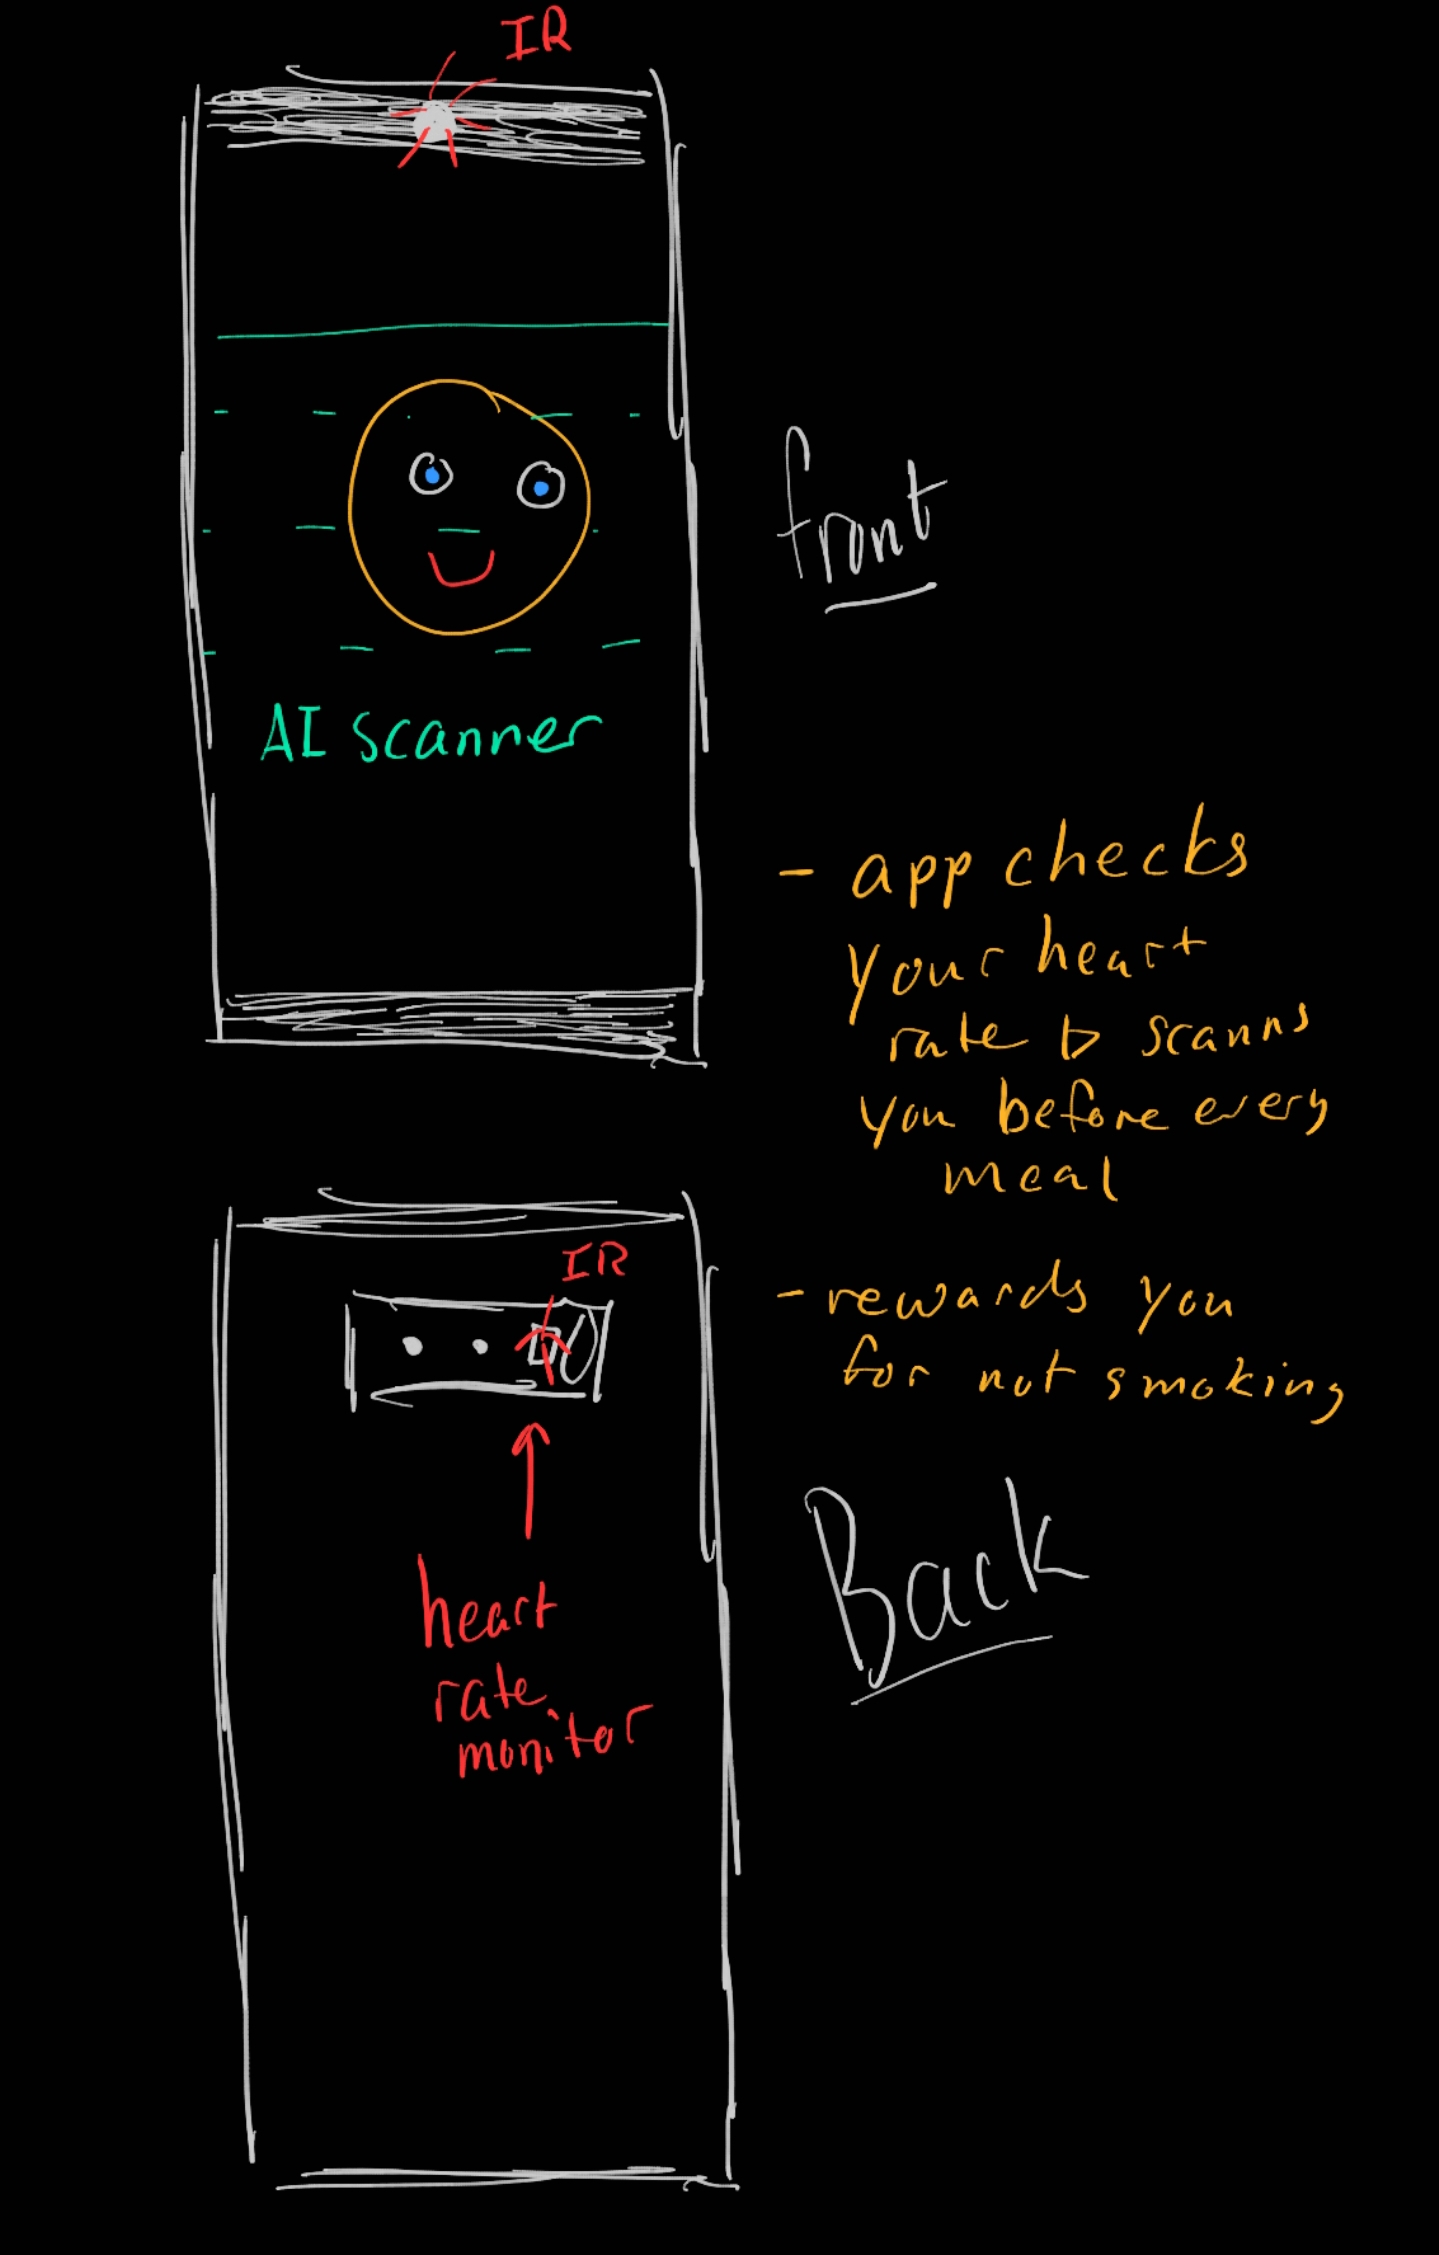 IR
AI scanner
front
- app checks
your heart
rate & scanns
you before every
meal
IR
- rewards you
for not smoking
heart
rate
monitor
Back